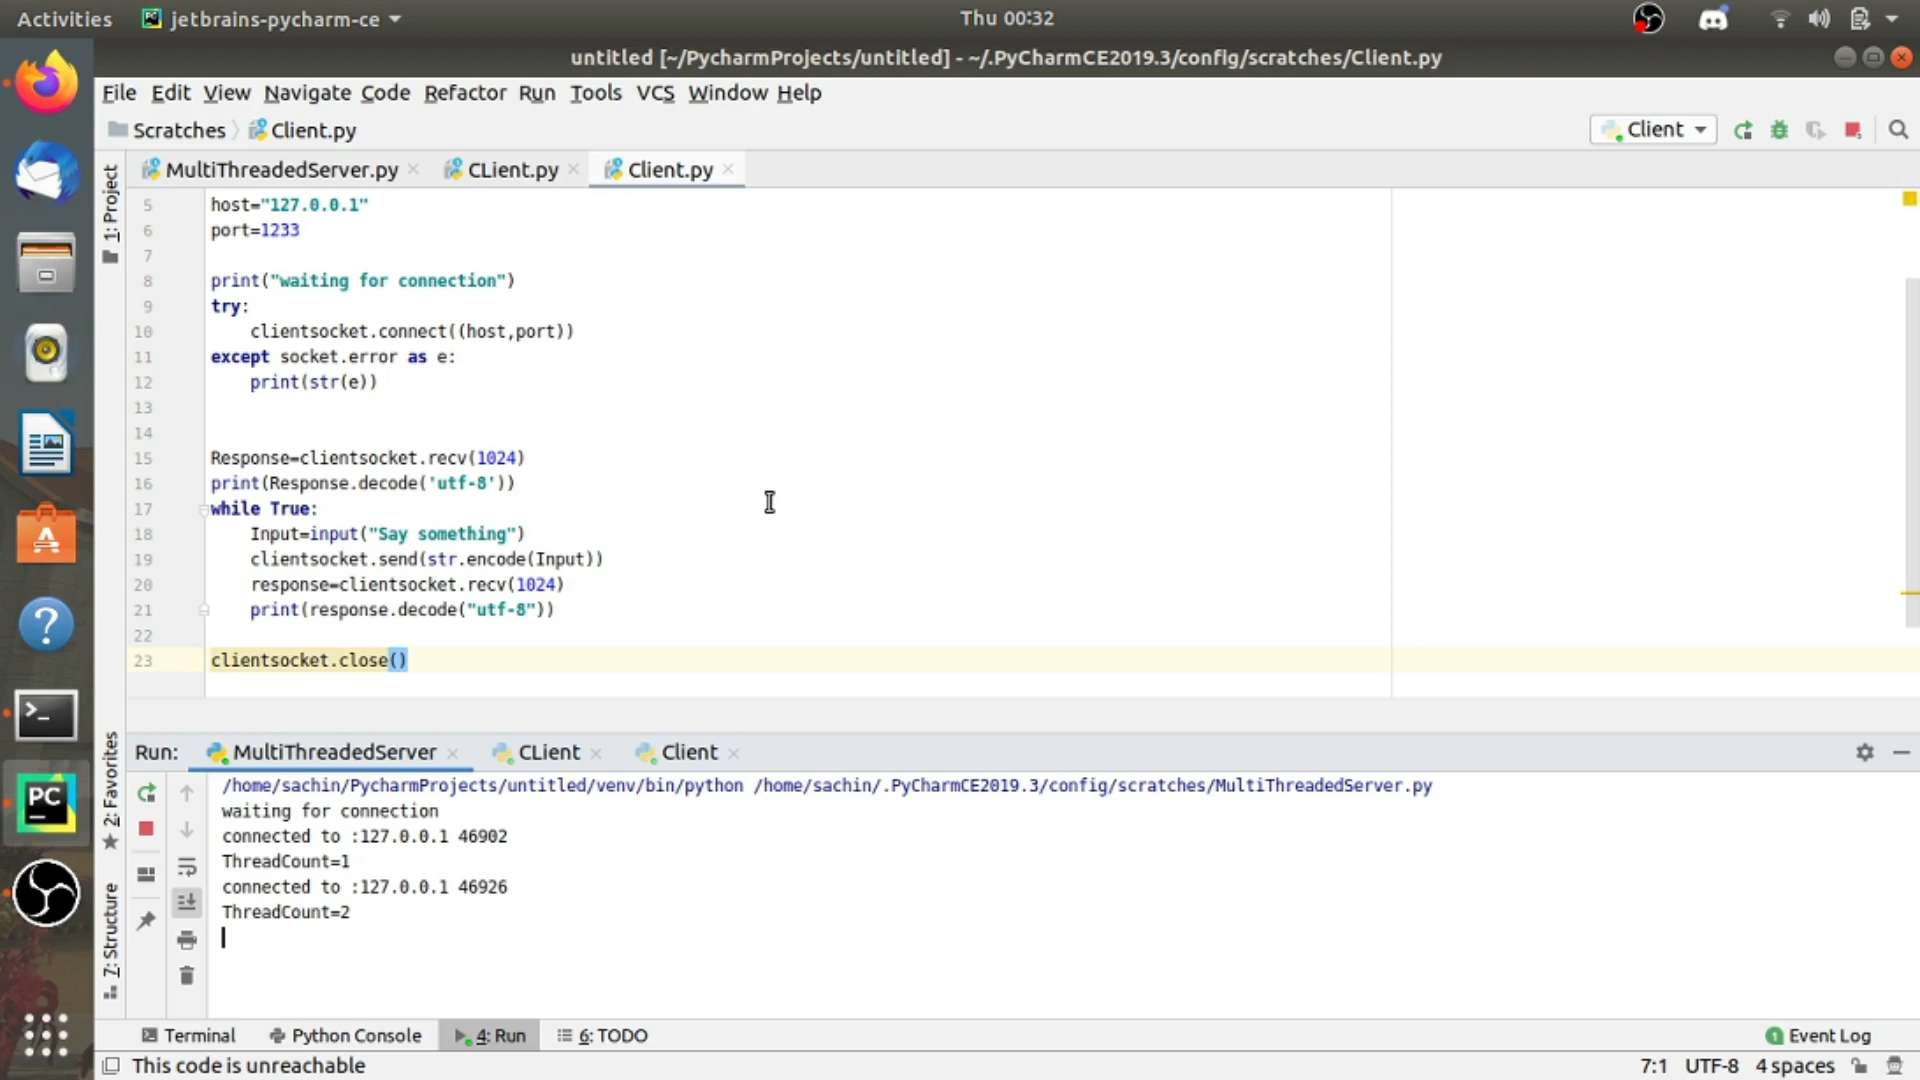 Activities jetbrains-pycharm-ce Thu 00:32
untitled [~/PycharmProjects/untitled] - ~/.PyCharmCE2019.3/config/scratches/Client.py
File Edit View Navigate Code Refactor Run Tools VCS Window Help
Scratches Client.py Client
MultiThreadedServer.py CLient.py Client.py
1: Project
5 host="127.0.0.1"
6 port=1233
7
8 print("waiting for connection")
9 try:
10 clientsocket.connect((host,port))
11 except socket.error as e:
12 print(str(e))
13
14
15 Response=clientsocket.recv(1024)
16 print(Response.decode('utf-8'))
17 while True:
18 Input=input("Say something")
19 clientsocket.send(str.encode(Input))
20 response=clientsocket.recv(1024)
21 print(response.decode("utf-8"))
22
23 clientsocket.close()
2: Favorites
7: Structure
Run: MultiThreadedServer CLient Client
/home/sachin/PycharmProjects/untitled/venv/bin/python /home/sachin/.PyCharmCE2019.3/config/scratches/MultiThreadedServer.py
waiting for connection
connected to :127.0.0.1 46902
ThreadCount=1
connected to :127.0.0.1 46926
ThreadCount=2
Terminal Python Console 4: Run 6: TODO 1 Event Log
This code is unreachable 7:1 UTF-8 4 spaces
PC